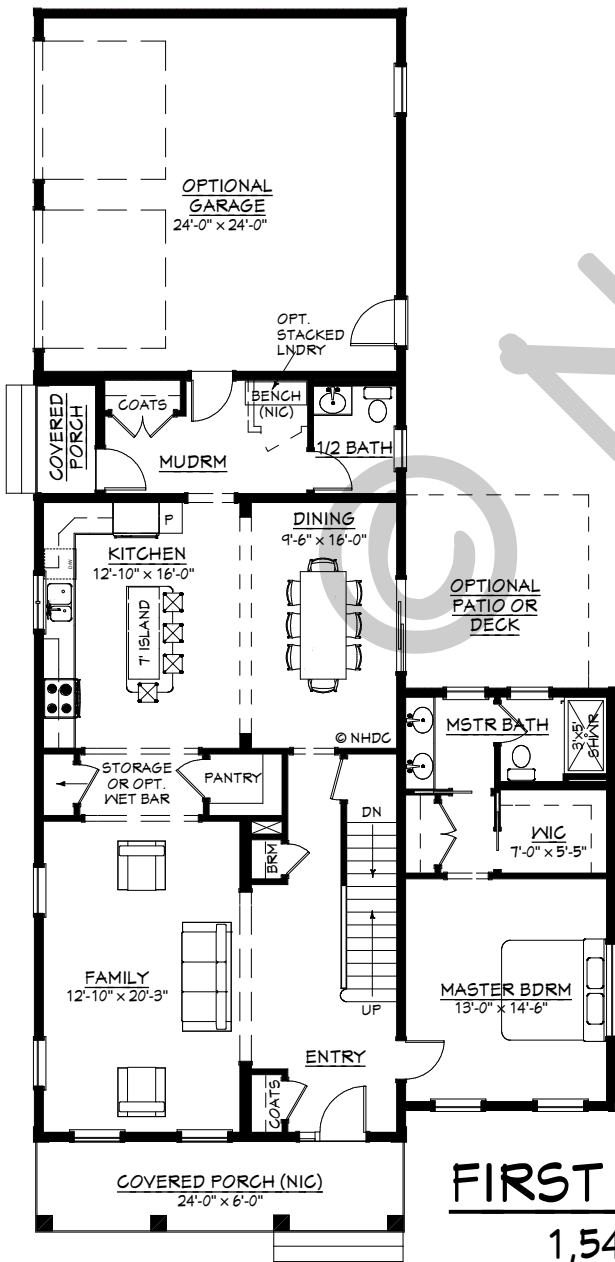 OPTIONAL
GARAGE
24'-0" x 24'-0"
OPT.
STACKED
LNDRY
COATS
BENCH
(NIC)
COVERED
PORCH
MUDRM
1/2 BATH
P
KITCHEN
12'-10" x 16'-0"
DINING
9'-6" x 16'-0"
DW
7' ISLAND
©
OPTIONAL
PATIO OR
DECK
© NHDC
MSTR BATH
3'x5'
SHWR
STORAGE
OR OPT.
WET BAR
PANTRY
DN
BRM
WIC
7'-0" x 5'-5"
FAMILY
12'-10" x 20'-3"
MASTER BDRM
13'-0" x 14'-6"
UP
ENTRY
COATS
COVERED PORCH (NIC)
24'-0" x 6'-0"
FIRST
1,54